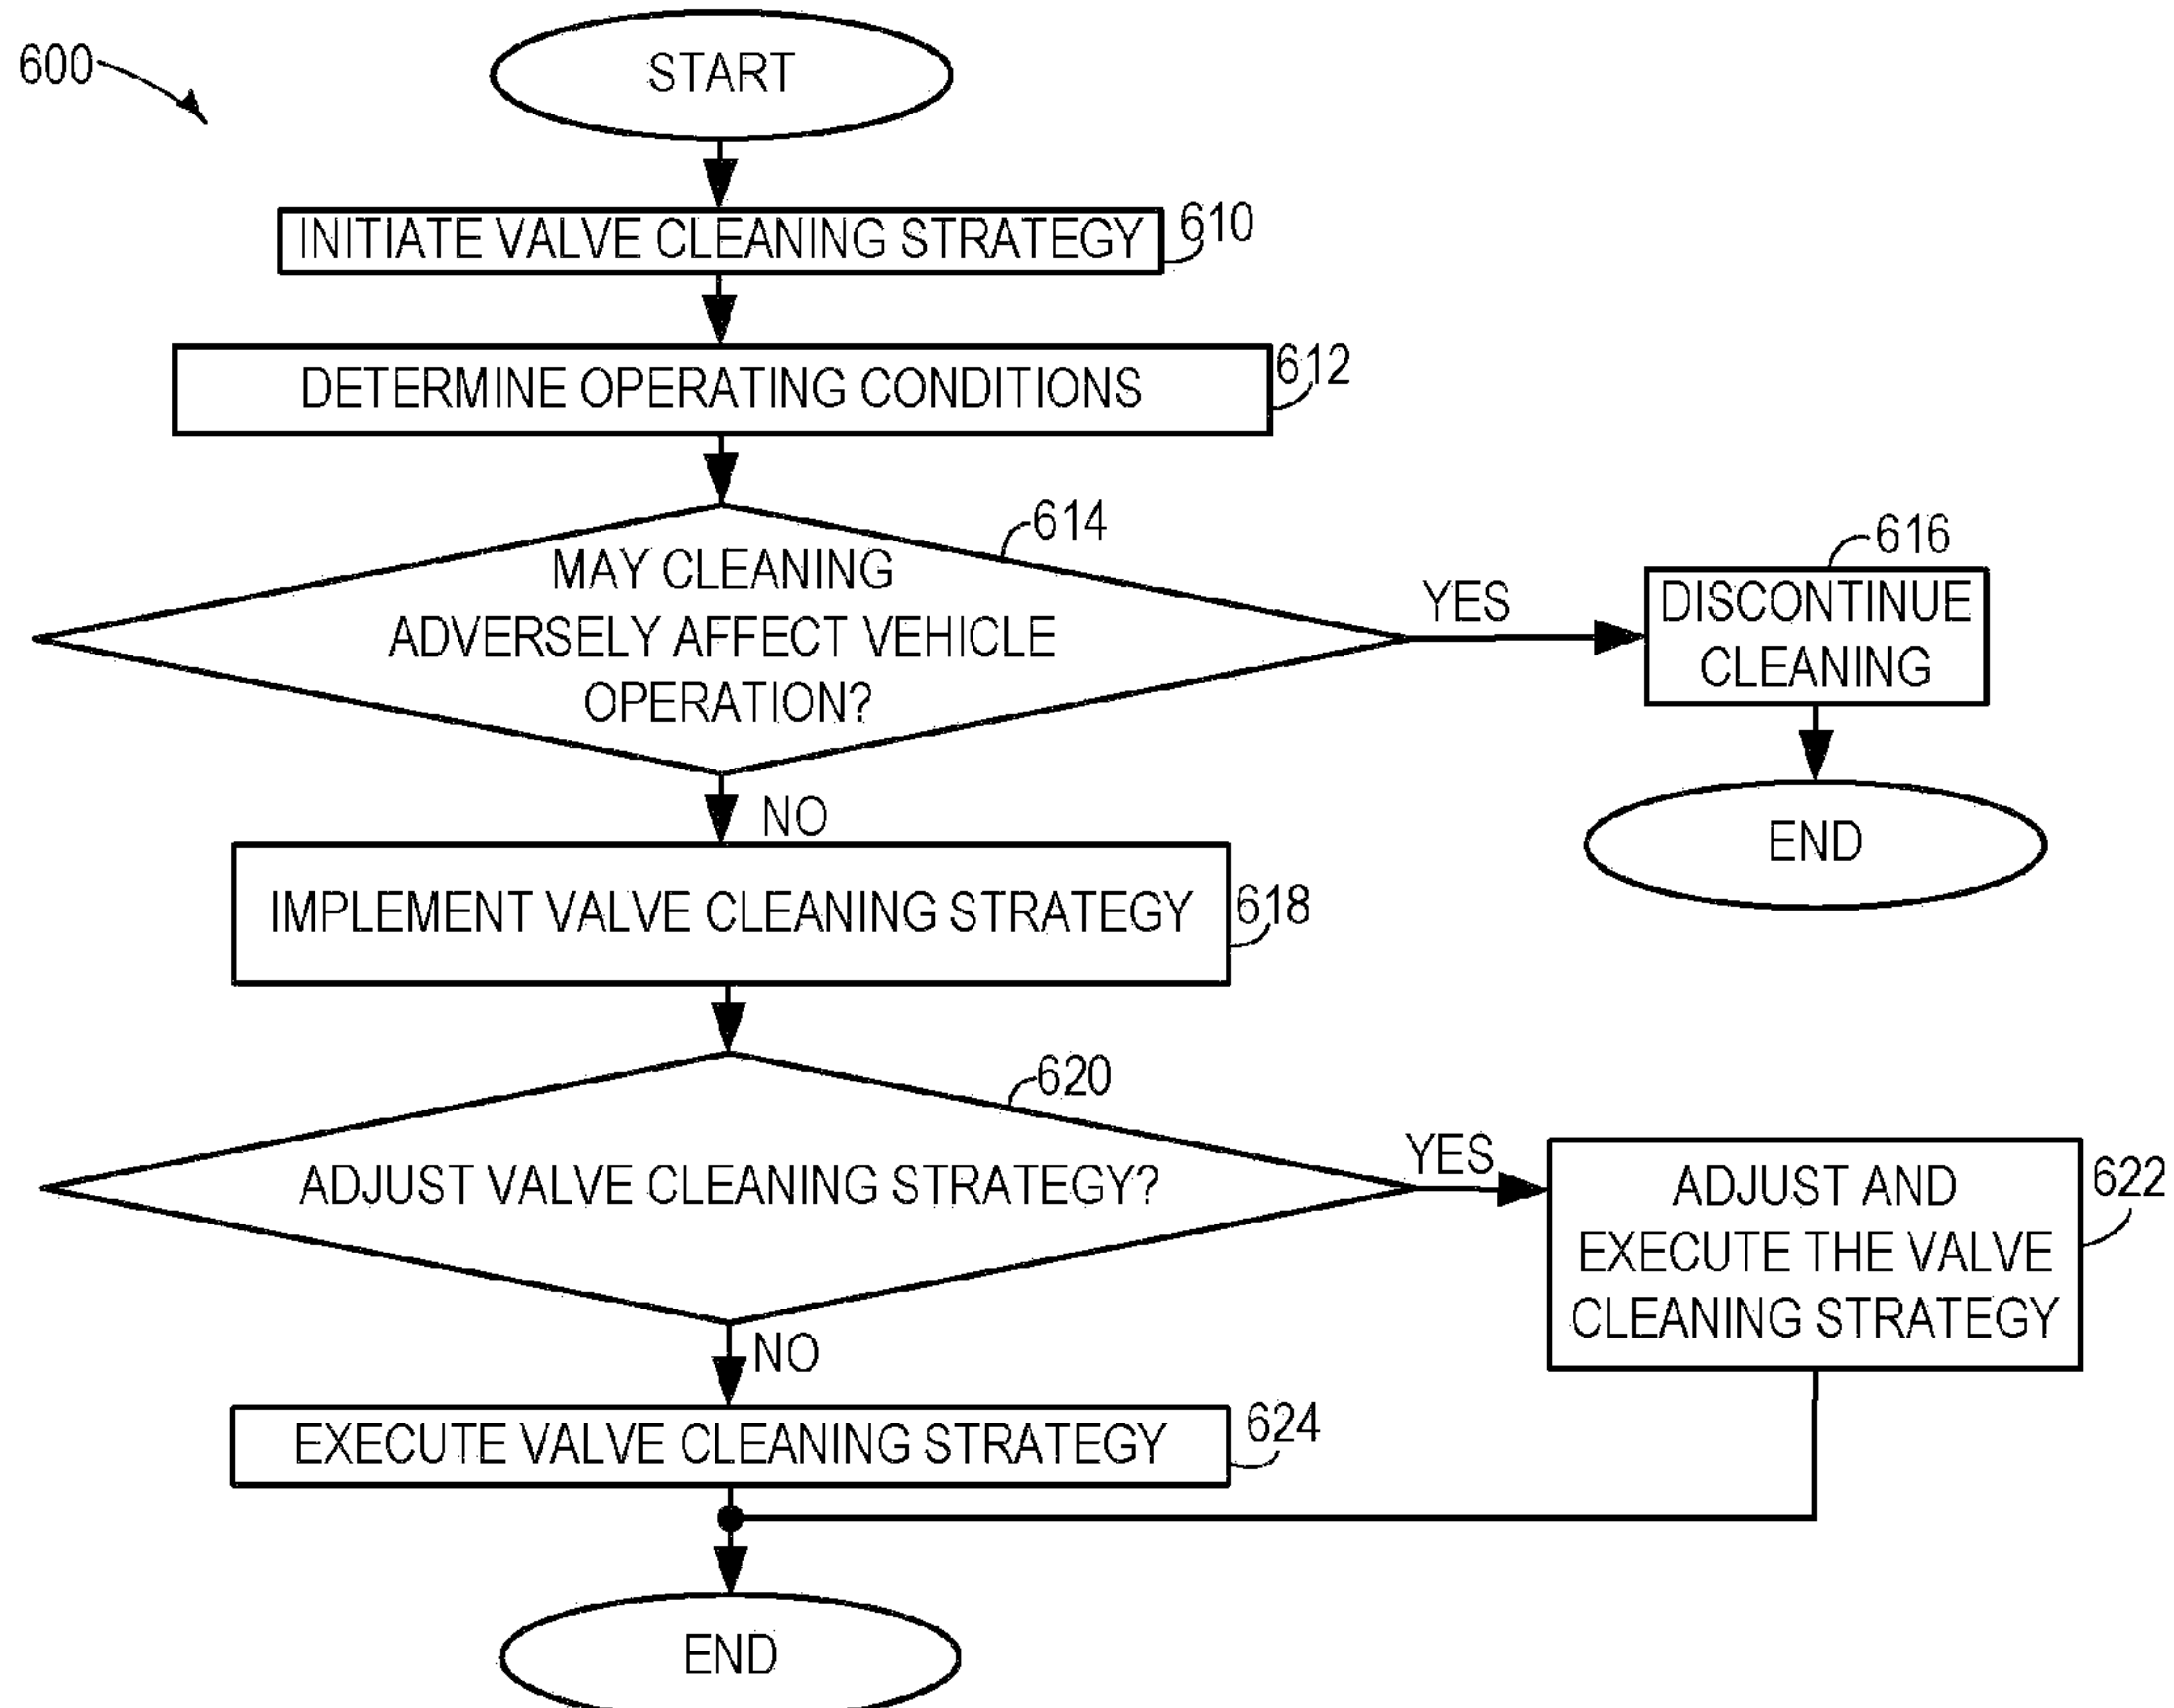 600
START
INITIATE VALVE CLEANING STRATEGY
610
DETERMINE OPERATING CONDITIONS
612
614
MAY CLEANING
ADVERSELY AFFECT VEHICLE
OPERATION?
YES
616
DISCONTINUE
CLEANING
END
NO
IMPLEMENT VALVE CLEANING STRATEGY
618
620
ADJUST VALVE CLEANING STRATEGY?
YES
ADJUST AND
EXECUTE THE VALVE
CLEANING STRATEGY
622
NO
EXECUTE VALVE CLEANING STRATEGY
624
END